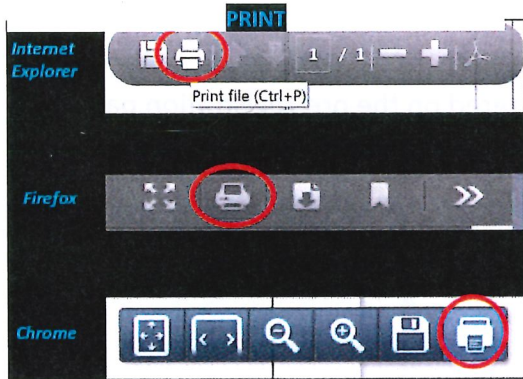 PRINT
Internet
Explorer
1 / 1
Print file (Ctrl+P)
Firefox
Chrome